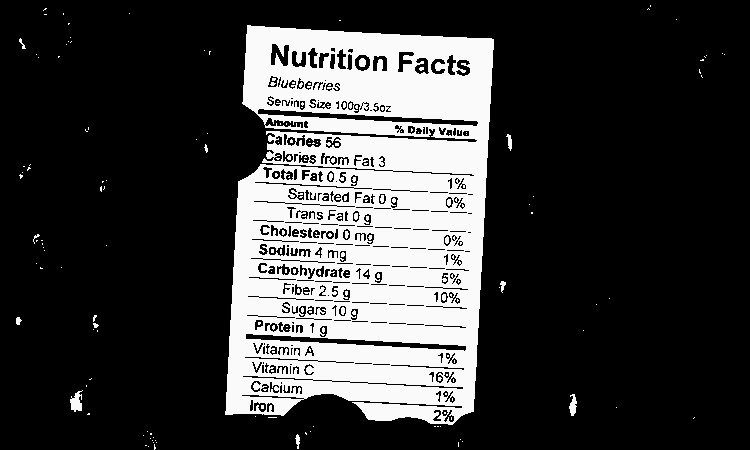 Nutrition Facts
Blueberries
Serving Size 100g/3.5oz
Amount % Daily Value
Calories 56
Calories from Fat 3
Total Fat 0.5 g 1%
Saturated Fat 0 g 0%
Trans Fat 0 g
Cholesterol 0 mg 0%
Sodium 4 mg 1%
Carbohydrate 14 g 5%
Fiber 2.5 g 10%
Sugars 10 g
Protein 1 g
Vitamin A 1%
Vitamin C 16%
Calcium 1%
Iron 2%